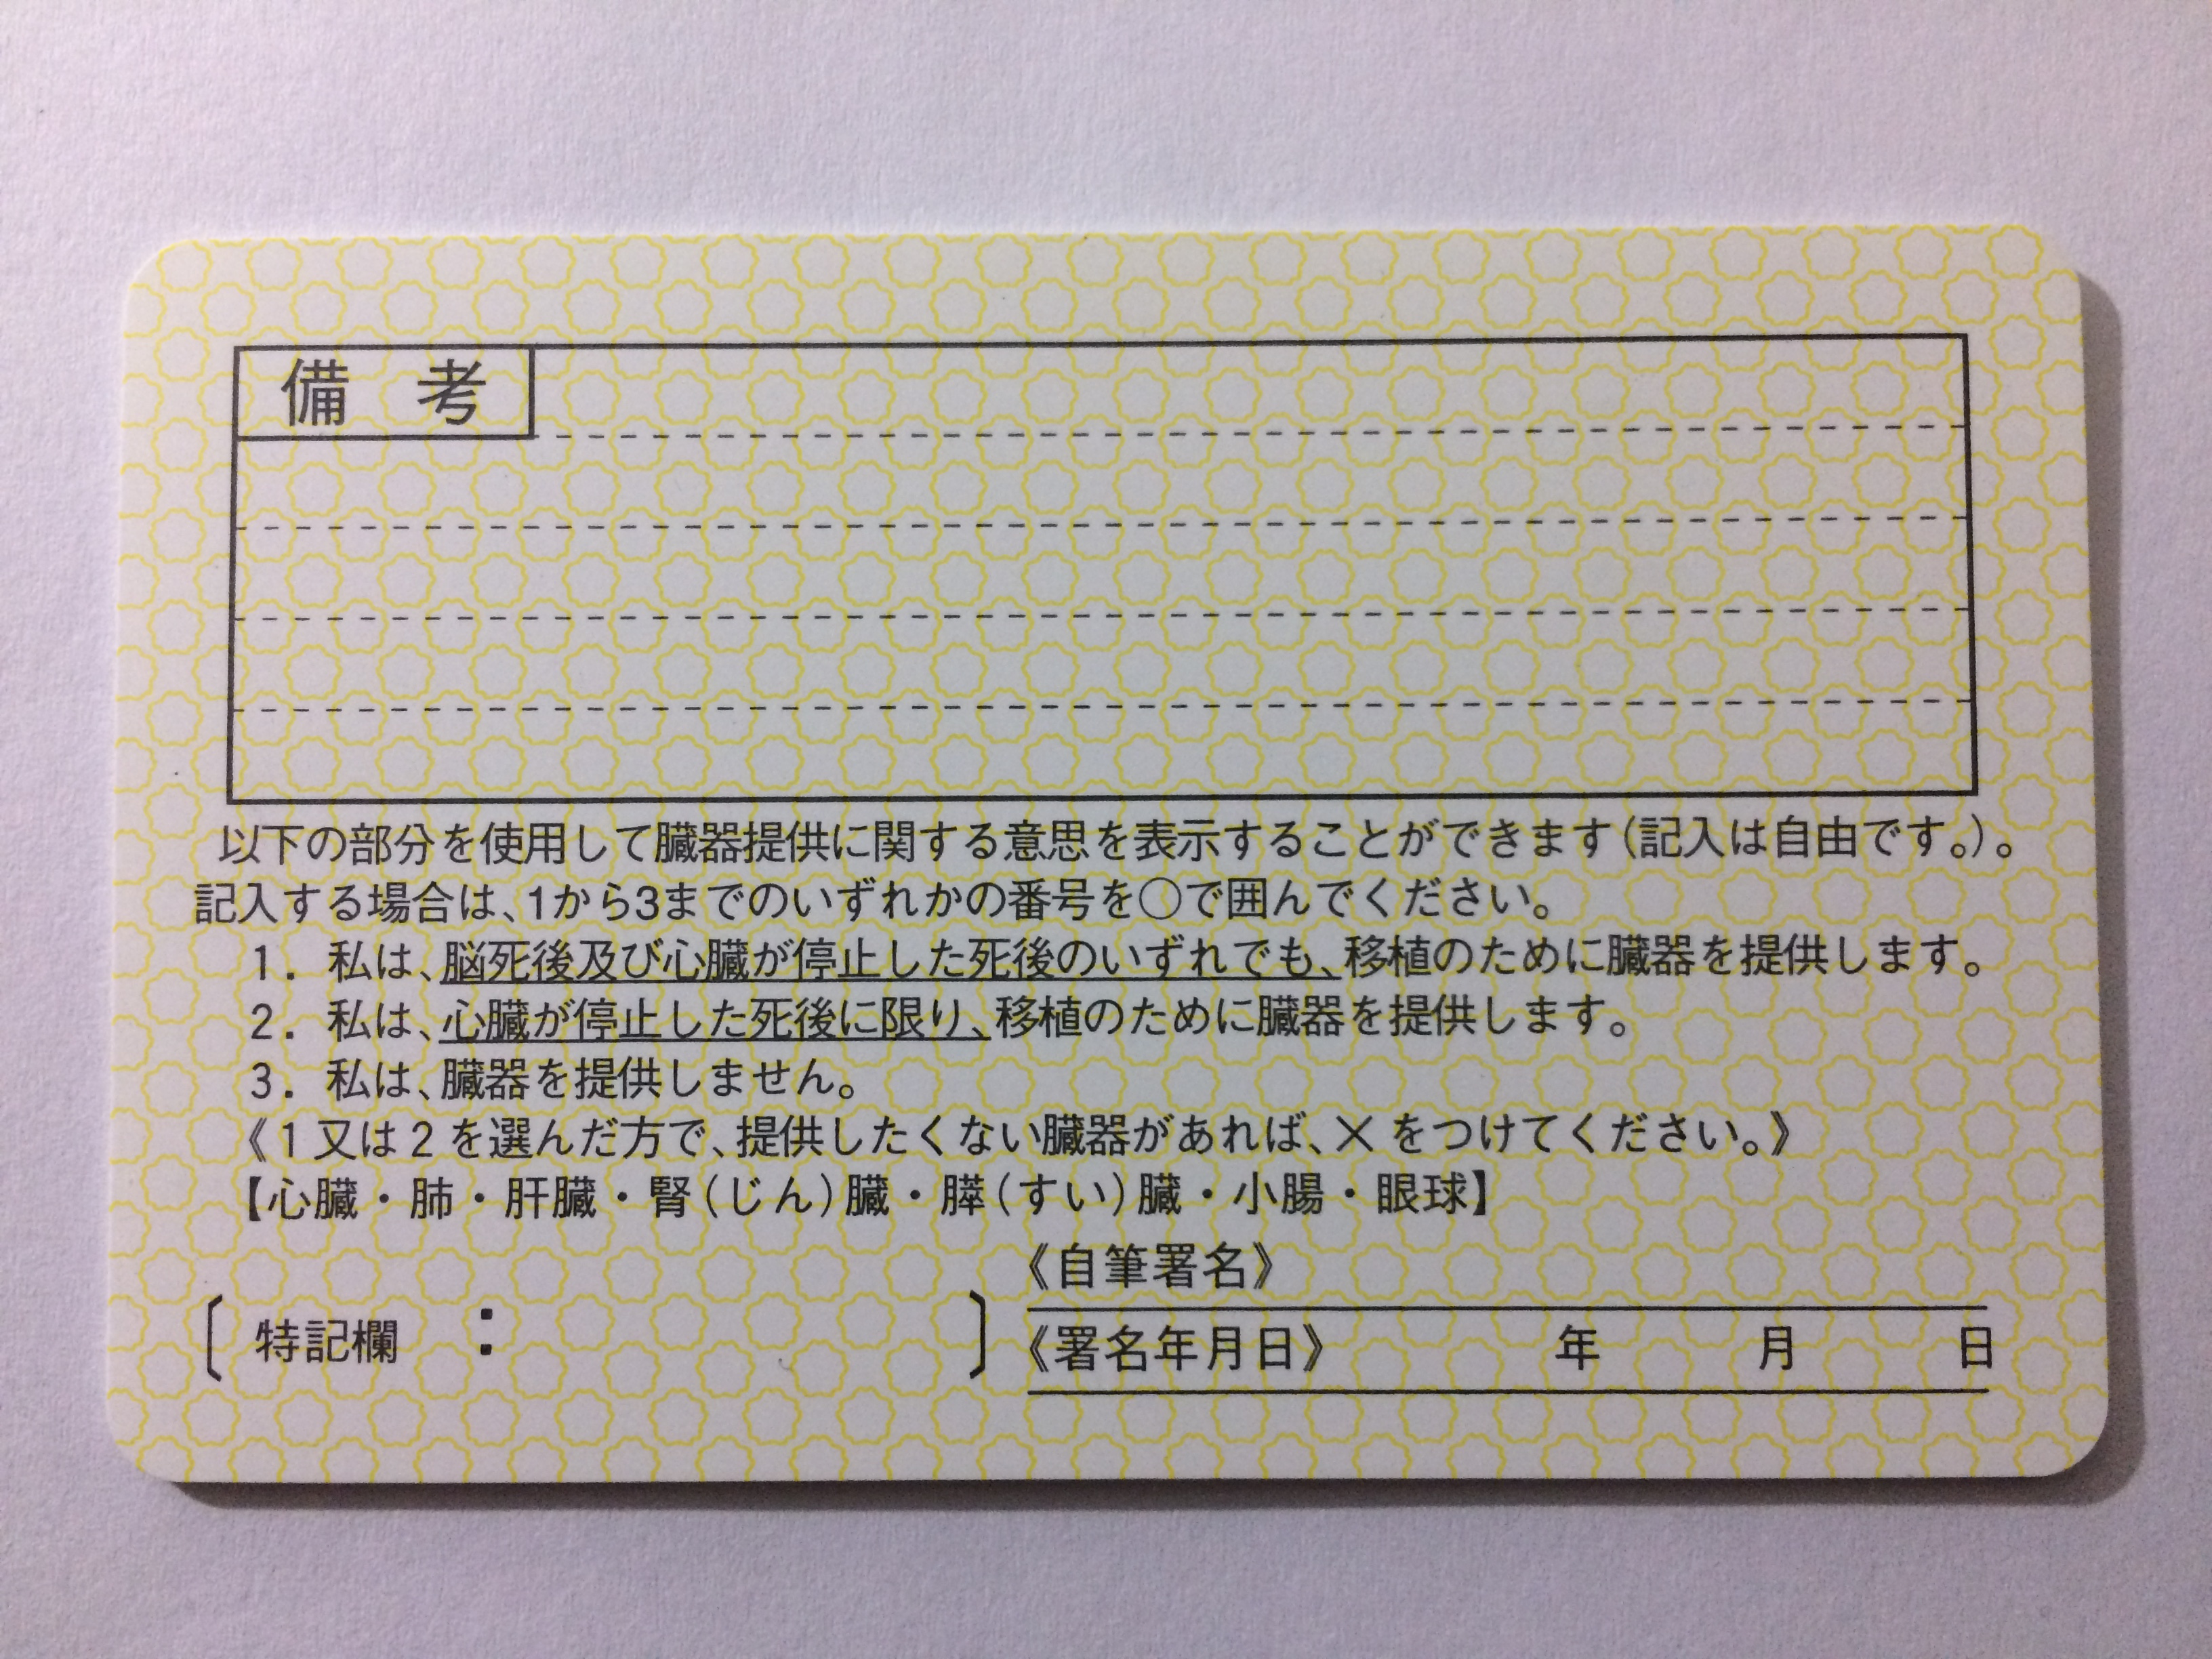 備 考
以下の部分を使用して臓器提供に関する意思を表示することができます(記入は自由です。)。
記入する場合は、1から3までのいずれかの番号を○で囲んでください。
1. 私は、脳死後及び心臓が停止した死後のいずれでも、移植のために臓器を提供します。
2. 私は、心臓が停止した死後に限り、移植のために臓器を提供します。
3. 私は、臓器を提供しません。
《1又は2を選んだ方で、提供したくない臓器があれば、×をつけてください。》
【心臓・肺・肝臓・腎(じん)臓・膵(すい)臓・小腸・眼球】
《自筆署名》
〔特記欄 : 〕
《署名年月日》 年 月 日